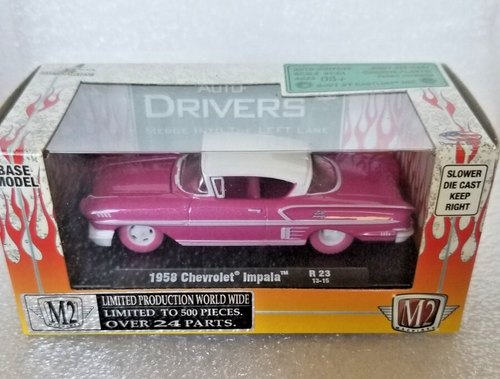 AUTO-
DRIVERS
MERGE INTO THE LEFT LANE
BASE
MODEL
SLOWER
DIE CAST
KEEP
RIGHT
1958 Chevrolet® Impala™ R 23
13-15
M2 LIMITED PRODUCTION WORLD WIDE
LIMITED TO 500 PIECES.
OVER 24 PARTS.
M2